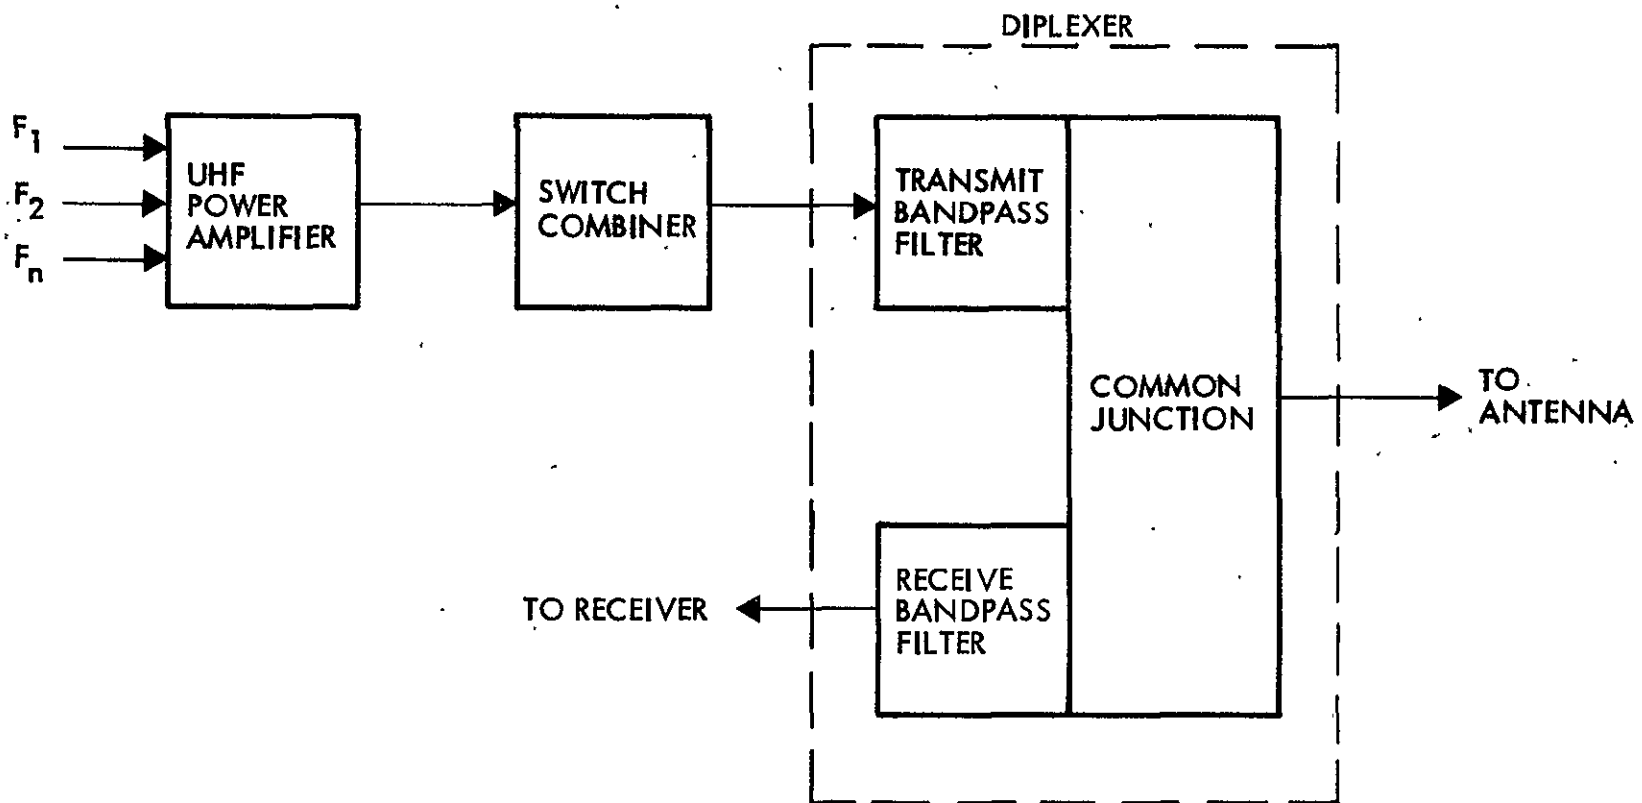 DIPLEXER
F1
F2
Fn
UHF
POWER
AMPLIFIER
SWITCH
COMBINER
TRANSMIT
BANDPASS
FILTER
COMMON
JUNCTION
TO
ANTENNA
TO RECEIVER
RECEIVE
BANDPASS
FILTER